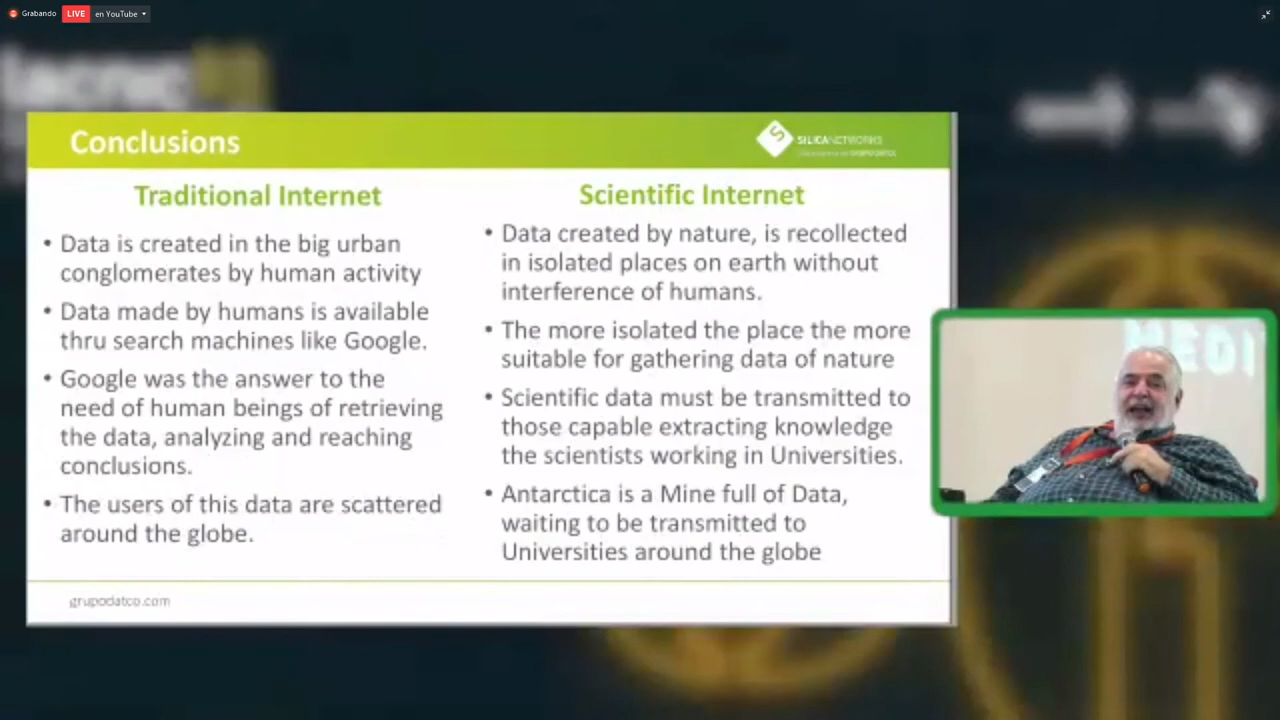 Grabando
LIVE
en YouTube
Conclusions
SILICANETWORKS
Traditional Internet
• Data is created in the big urban
conglomerates by human activity
• Data made by humans is available
thru search machines like Google.
• Google was the answer to the
need of human beings of retrieving
the data, analyzing and reaching
conclusions.
• The users of this data are scattered
around the globe.
Scientific Internet
• Data created by nature, is recollected
in isolated places on earth without
interference of humans.
• The more isolated the place the more
suitable for gathering data of nature
• Scientific data must be transmitted to
those capable extracting knowledge
the scientists working in Universities.
• Antarctica is a Mine full of Data,
waiting to be transmitted to
Universities around the globe
grupodatco.com